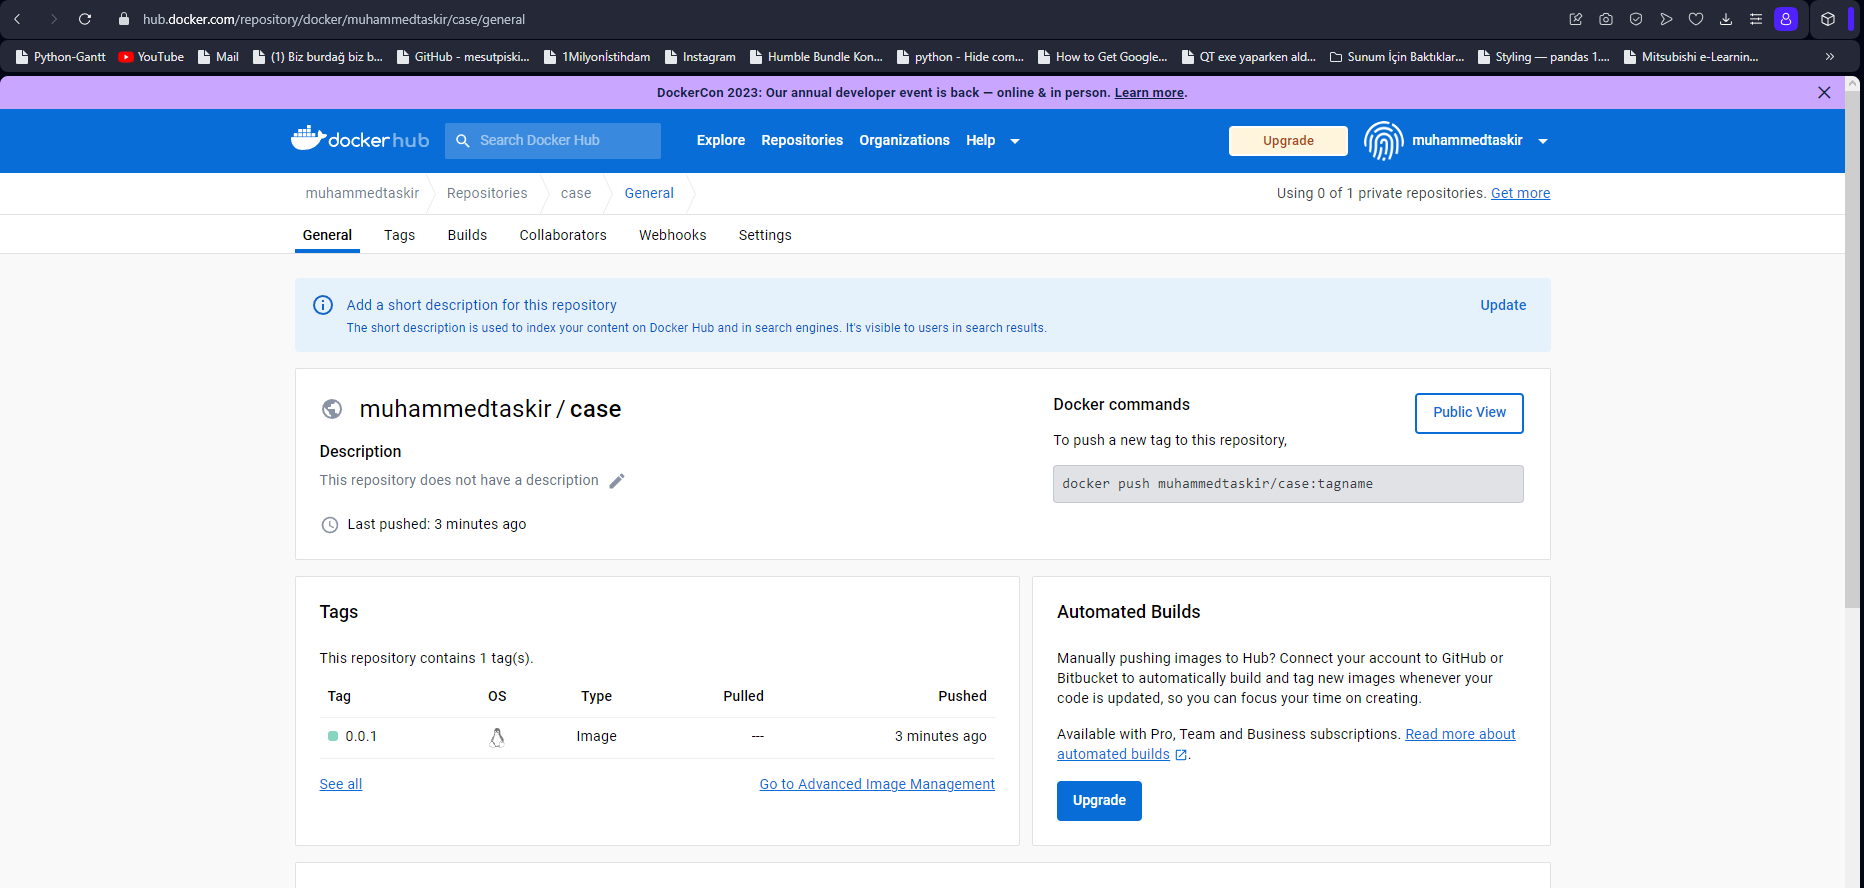 hub.docker.com/repository/docker/muhammedtaskir/case/general
Python-Gantt YouTube Mail (1) Biz burdağ biz b... GitHub - mesutpiski... 1Milyonİstihdam Instagram Humble Bundle Kon... python - Hide com... How to Get Google... QT exe yaparken ald... Sunum İçin Baktıklar... Styling — pandas 1.... Mitsubishi e-Learnin... »
DockerCon 2023: Our annual developer event is back — online & in person. Learn more.
docker hub Search Docker Hub Explore Repositories Organizations Help Upgrade muhammedtaskir
muhammedtaskir Repositories case General Using 0 of 1 private repositories. Get more
General Tags Builds Collaborators Webhooks Settings
Add a short description for this repository Update
The short description is used to index your content on Docker Hub and in search engines. It's visible to users in search results.
muhammedtaskir / case
Description
This repository does not have a description
Last pushed: 3 minutes ago
Docker commands
Public View
To push a new tag to this repository,
docker push muhammedtaskir/case:tagname
Tags
This repository contains 1 tag(s).
Tag OS Type Pulled Pushed
0.0.1 Image --- 3 minutes ago
See all Go to Advanced Image Management
Automated Builds
Manually pushing images to Hub? Connect your account to GitHub or
Bitbucket to automatically build and tag new images whenever your
code is updated, so you can focus your time on creating.
Available with Pro, Team and Business subscriptions. Read more about
automated builds .
Upgrade